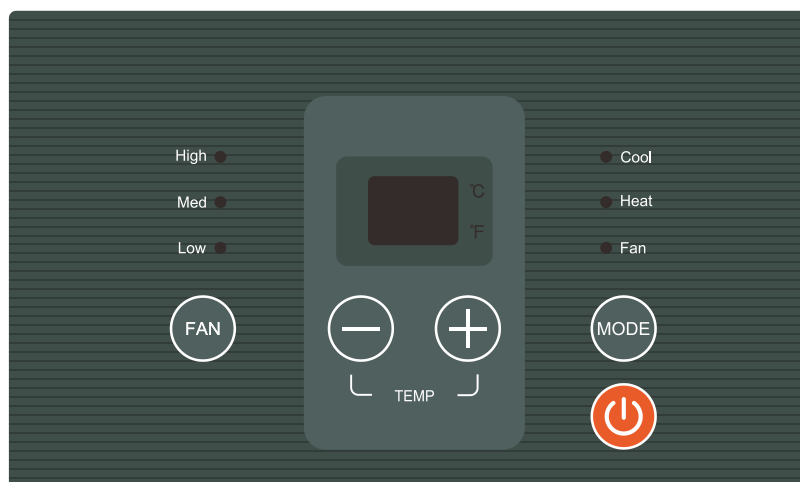 High
Med
Low
FAN
°C
°F
TEMP
Cool
Heat
Fan
MODE